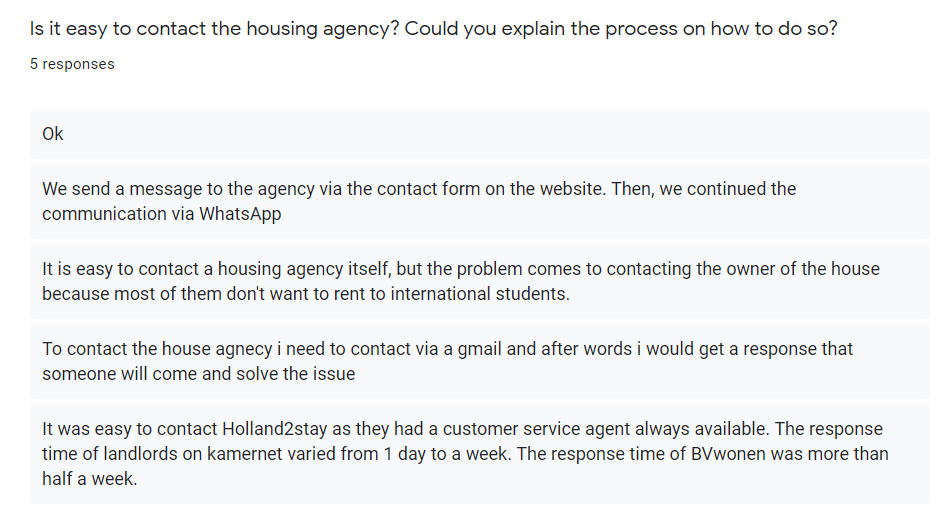 Is it easy to contact the housing agency? Could you explain the process on how to do so?
5 responses
Ok
We send a message to the agency via the contact form on the website. Then, we continued the
communication via WhatsApp
It is easy to contact a housing agency itself, but the problem comes to contacting the owner of the house
because most of them don't want to rent to international students.
To contact the house agnecy i need to contact via a gmail and after words i would get a response that
someone will come and solve the issue
It was easy to contact Holland2stay as they had a customer service agent always available. The response
time of landlords on kamernet varied from 1 day to a week. The response time of BVwonen was more than
half a week.